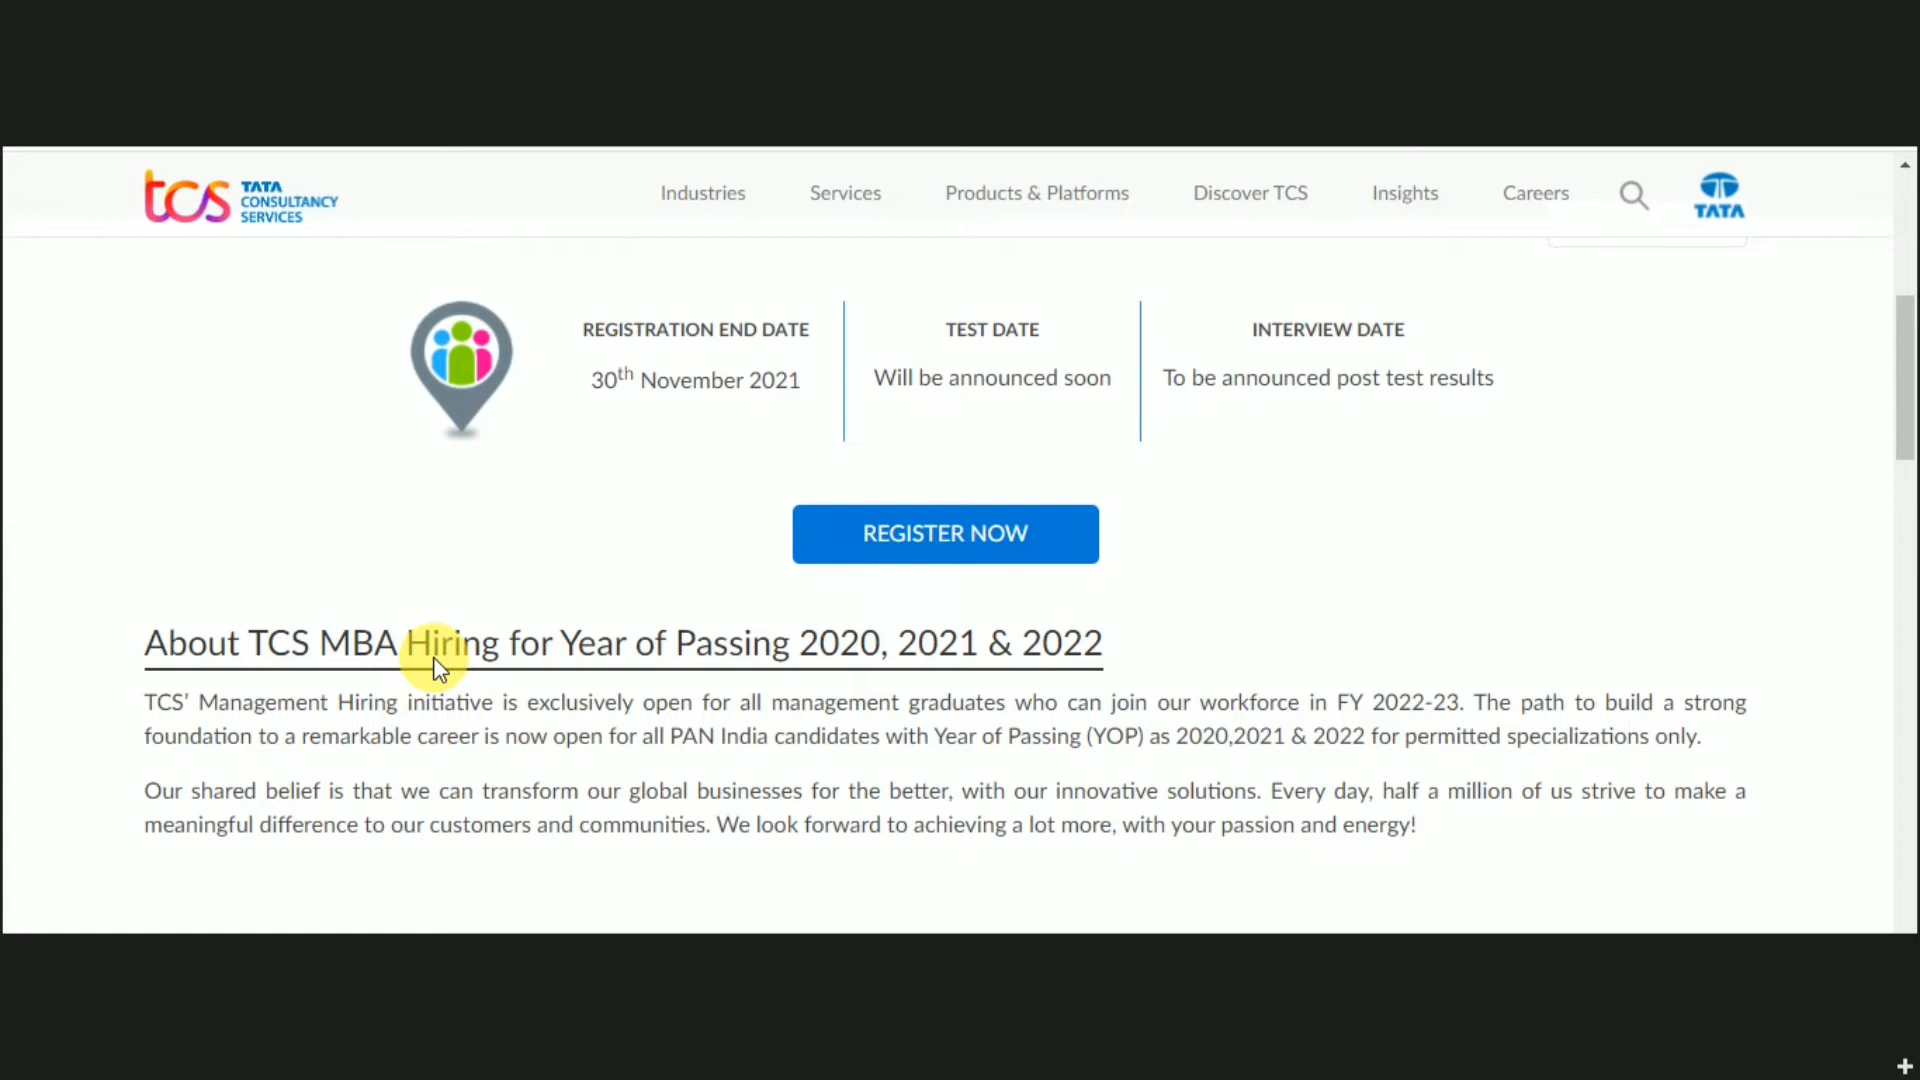 tcs TATA
CONSULTANCY
SERVICES
Industries Services Products & Platforms Discover TCS Insights Careers
TATA
REGISTRATION END DATE TEST DATE INTERVIEW DATE
30th November 2021 Will be announced soon To be announced post test results
REGISTER NOW
About TCS MBA Hiring for Year of Passing 2020, 2021 & 2022
TCS’ Management Hiring initiative is exclusively open for all management graduates who can join our workforce in FY 2022-23. The path to build a strong
foundation to a remarkable career is now open for all PAN India candidates with Year of Passing (YOP) as 2020,2021 & 2022 for permitted specializations only.
Our shared belief is that we can transform our global businesses for the better, with our innovative solutions. Every day, half a million of us strive to make a
meaningful difference to our customers and communities. We look forward to achieving a lot more, with your passion and energy!